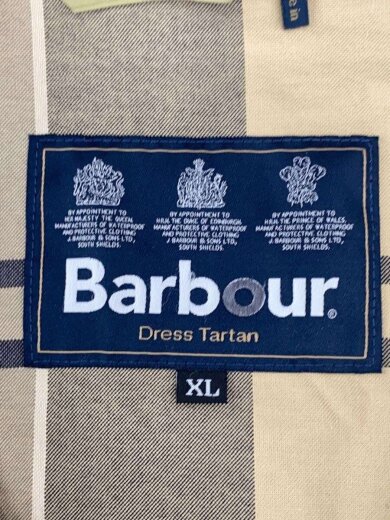 e in
BY APPOINTMENT TO
HER MAJESTY THE QUEEN,
MANUFACTURERS OF WATERPROOF
AND PROTECTIVE CLOTHING
J. BARBOUR & SONS LTD.,
SOUTH SHIELDS.
BY APPOINTMENT TO
H.R.H. THE DUKE OF EDINBURGH,
MANUFACTURERS OF WATERPROOF
AND PROTECTIVE CLOTHING
J. BARBOUR & SONS LTD.,
SOUTH SHIELDS.
BY APPOINTMENT TO
H.R.H. THE PRINCE OF WALES,
MANUFACTURERS OF WATERPROOF
AND PROTECTIVE CLOTHING
J. BARBOUR & SONS LTD.,
SOUTH SHIELDS.
Barbour®
Dress Tartan
XL